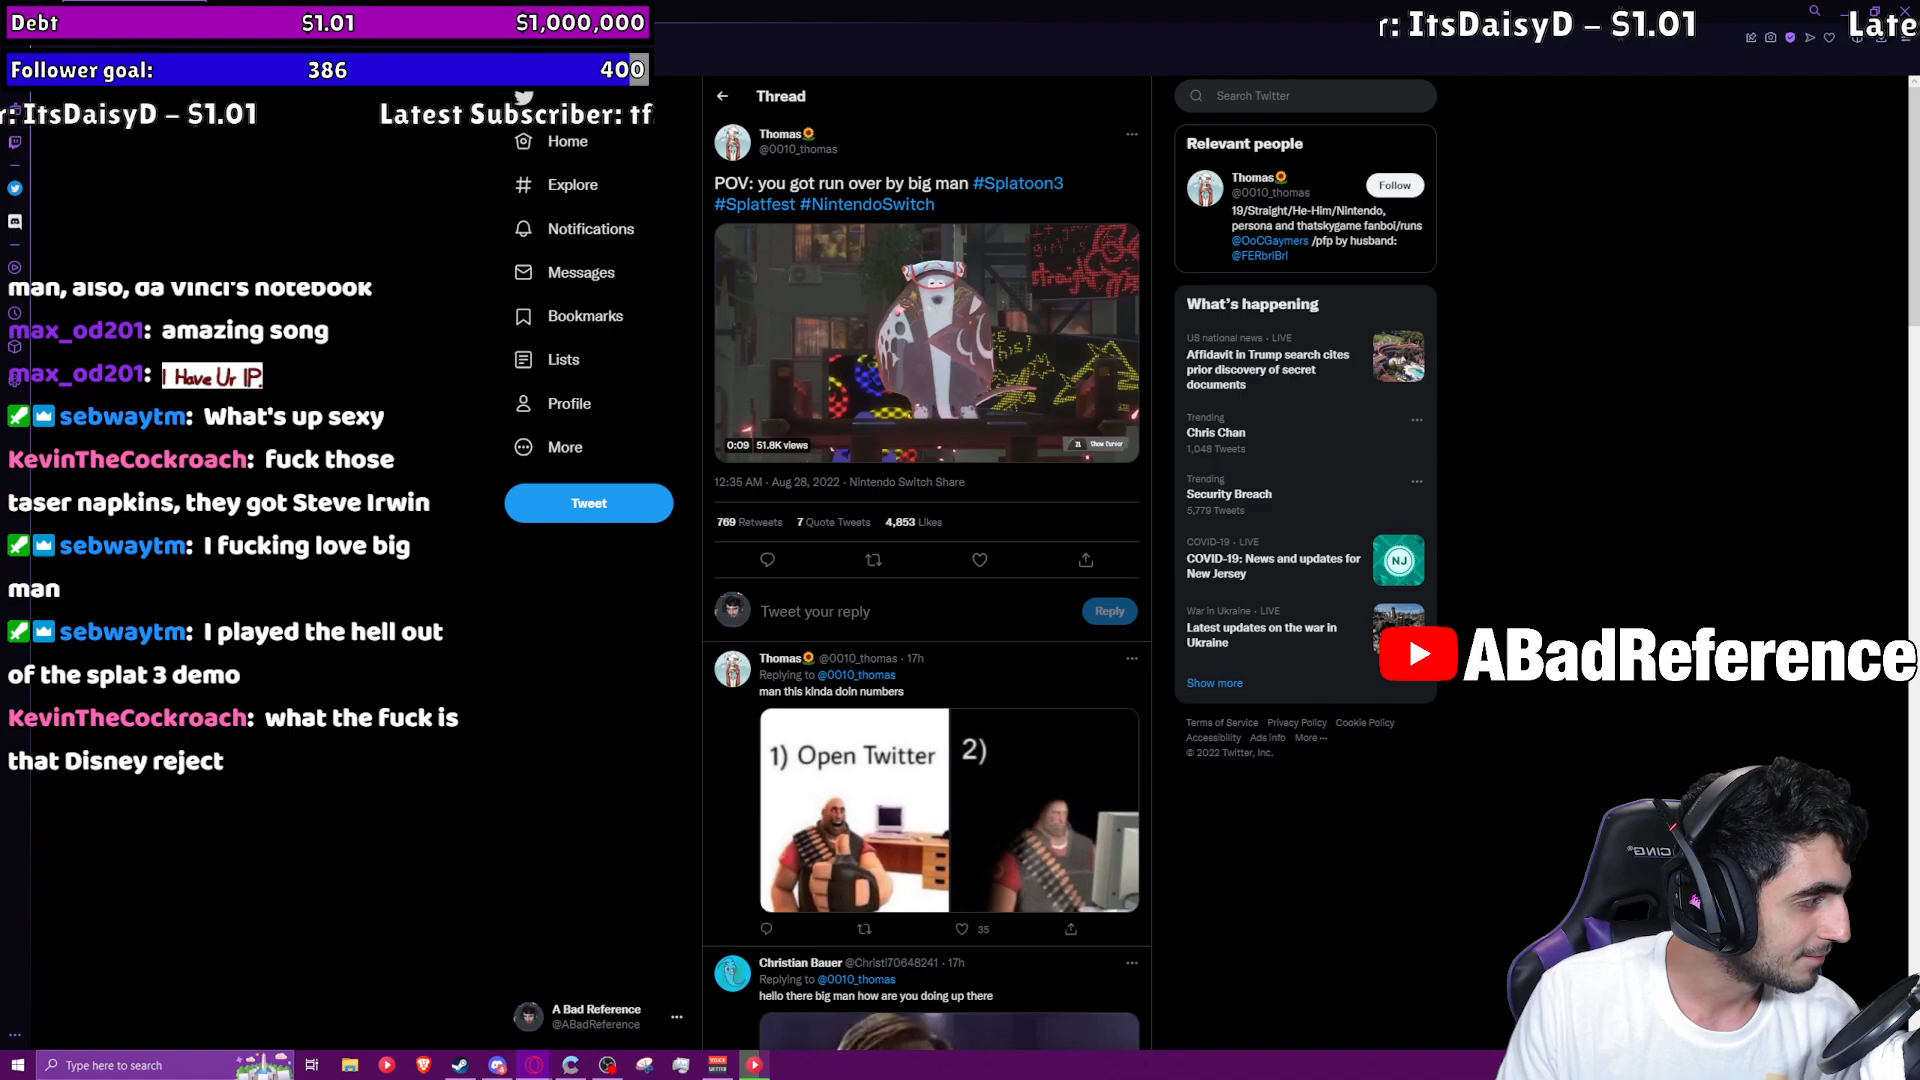 Debt $1.01 $1,000,000
Follower goal: 386 400
r: ItsDaisyD – $1.01 Latest Subscriber: tf
r: ItsDaisyD – $1.01 Late
man, also, da vinci's notebook
max_od201: amazing song
max_od201: I Have Ur IP.
sebwaytm: What's up sexy
KevinTheCockroach: fuck those
taser napkins, they got Steve Irwin
sebwaytm: I fucking love big
man
sebwaytm: I played the hell out
of the splat 3 demo
KevinTheCockroach: what the fuck is
that Disney reject
Home
Explore
Notifications
Messages
Bookmarks
Lists
Profile
More
Tweet
A Bad Reference
@ABadReference
Thread
Thomas
@0010_thomas
POV: you got run over by big man #Splatoon3
#Splatfest #NintendoSwitch
0:09 51.8K views
Show Cursor
12:35 AM · Aug 28, 2022 · Nintendo Switch Share
769 Retweets 7 Quote Tweets 4,853 Likes
Tweet your reply
Reply
Thomas @0010_thomas · 17h
Replying to @0010_thomas
man this kinda doin numbers
1) Open Twitter 2)
35
Christian Bauer @Christi70648241 · 17h
Replying to @0010_thomas
hello there big man how are you doing up there
Search Twitter
Relevant people
Thomas
@0010_thomas
Follow
19/Straight/He-Him/Nintendo,
persona and thatskygame fanboi/runs
@OoCGaymers /pfp by husband:
@FERbrIBrI
What's happening
US national news · LIVE
Affidavit in Trump search cites
prior discovery of secret
documents
Trending
Chris Chan
1,048 Tweets
Trending
Security Breach
5,779 Tweets
COVID-19 · LIVE
COVID-19: News and updates for
New Jersey
NJ
War in Ukraine · LIVE
Latest updates on the war in
Ukraine
Show more
ABadReference
Terms of Service Privacy Policy Cookie Policy
Accessibility Ads info More
© 2022 Twitter, Inc.
Type here to search